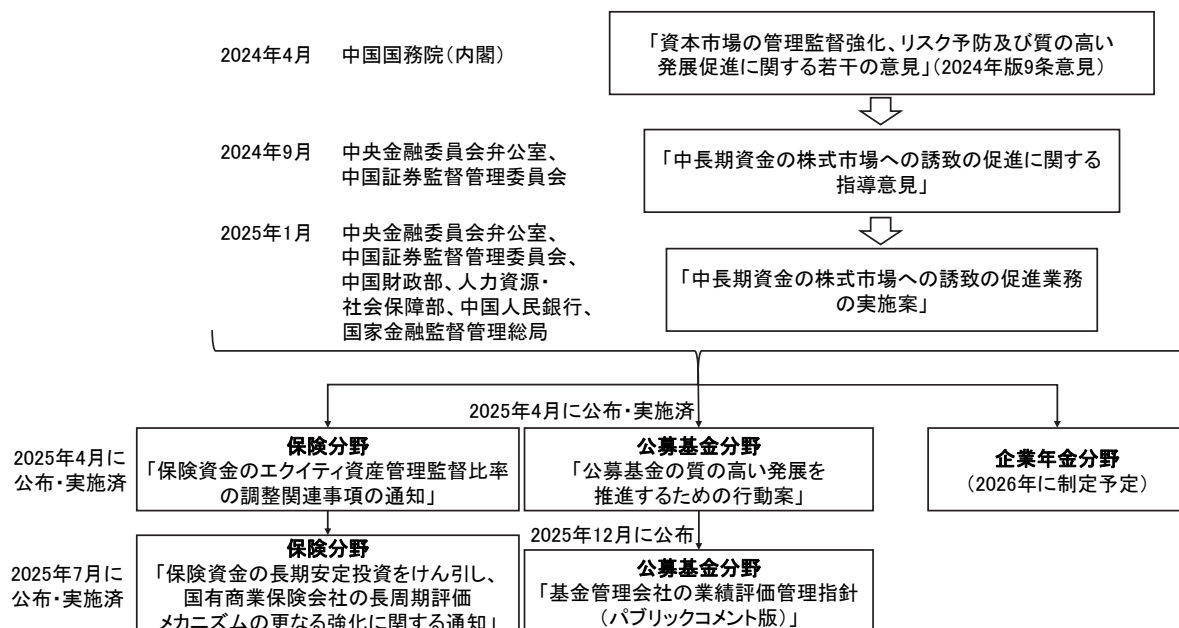 2024年4月 中国国務院（内閣）
「資本市場の管理監督強化、リスク予防及び質の高い
発展促進に関する若干の意見」（2024年版9条意見）
2024年9月 中央金融委員会弁公室、
中国証券監督管理委員会
「中長期資金の株式市場への誘致の促進に関する
指導意見」
2025年1月 中央金融委員会弁公室、
中国証券監督管理委員会、
中国財政部、人力資源・
社会保障部、中国人民銀行、
国家金融監督管理総局
「中長期資金の株式市場への誘致の促進業務
の実施案」
2025年4月に公布・実施済
2025年4月に
公布・実施済
保険分野
「保険資金のエクイティ資産管理監督比率
の調整関連事項の通知」
公募基金分野
「公募基金の質の高い発展を
推進するための行動案」
企業年金分野
（2026年に制定予定）
2025年12月に公布
2025年7月に
公布・実施済
保険分野
「保険資金の長期安定投資をけん引し、
国有商業保険会社の長周期評価
メカニズムの更なる強化に関する通知」
公募基金分野
「基金管理会社の業績評価管理指針
（パブリックコメント版）」